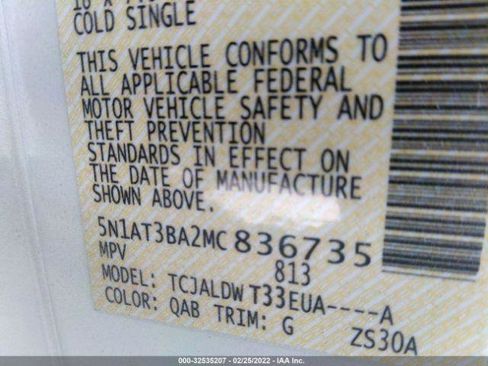 COLD SINGLE
THIS VEHICLE CONFORMS TO
ALL APPLICABLE FEDERAL
MOTOR VEHICLE SAFETY AND
THEFT PREVENTION
STANDARDS IN EFFECT ON
THE DATE OF MANUFACTURE
SHOWN ABOVE.
5N1AT3BA2MC836735
MPV 813
MODEL: TCJALDW T33EUA----A
COLOR: QAB TRIM: G ZS30A
000-32535207 - 02/25/2022 - IAA Inc.